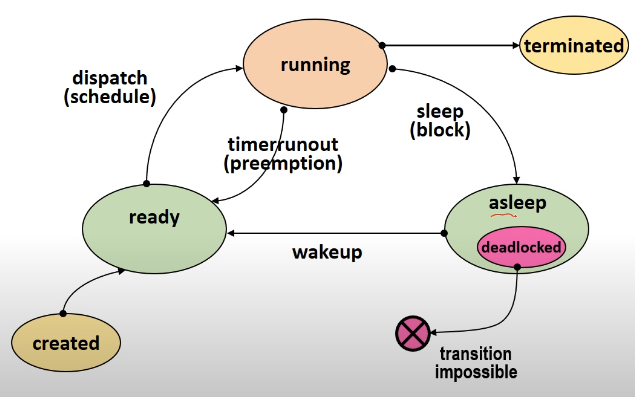 running
terminated
dispatch
(schedule)
sleep
(block)
timerrunout
(preemption)
ready
asleep
deadlocked
wakeup
created
transition
impossible